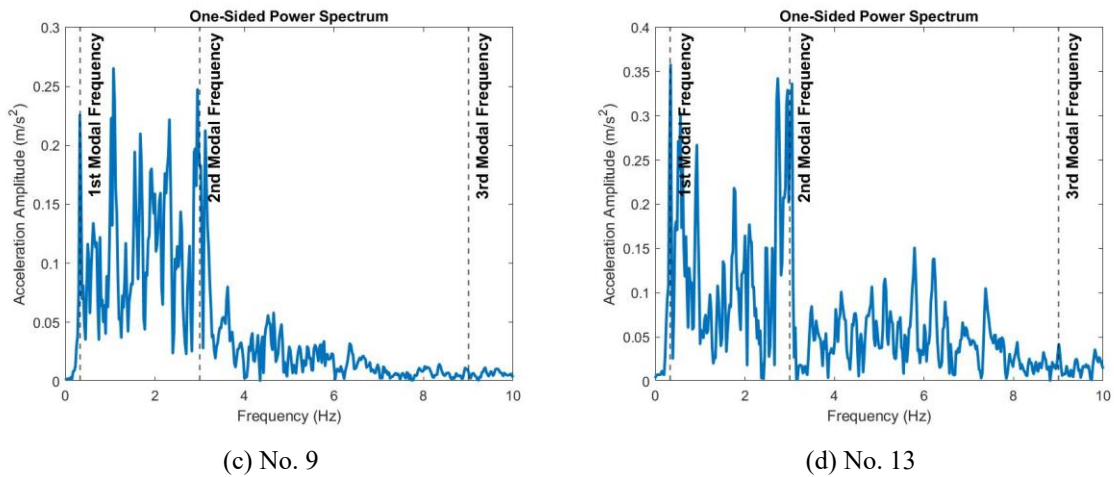 One-Sided Power Spectrum
Acceleration Amplitude (m/s²)
0.3
0.25
0.2
0.15
0.1
0.05
0
1st Modal Frequency
2nd Modal Frequency
3rd Modal Frequency
0 2 4 6 8 10
Frequency (Hz)
(c) No. 9
One-Sided Power Spectrum
Acceleration Amplitude (m/s²)
0.4
0.35
0.3
0.25
0.2
0.15
0.1
0.05
0
1st Modal Frequency
2nd Modal Frequency
3rd Modal Frequency
0 2 4 6 8 10
Frequency (Hz)
(d) No. 13